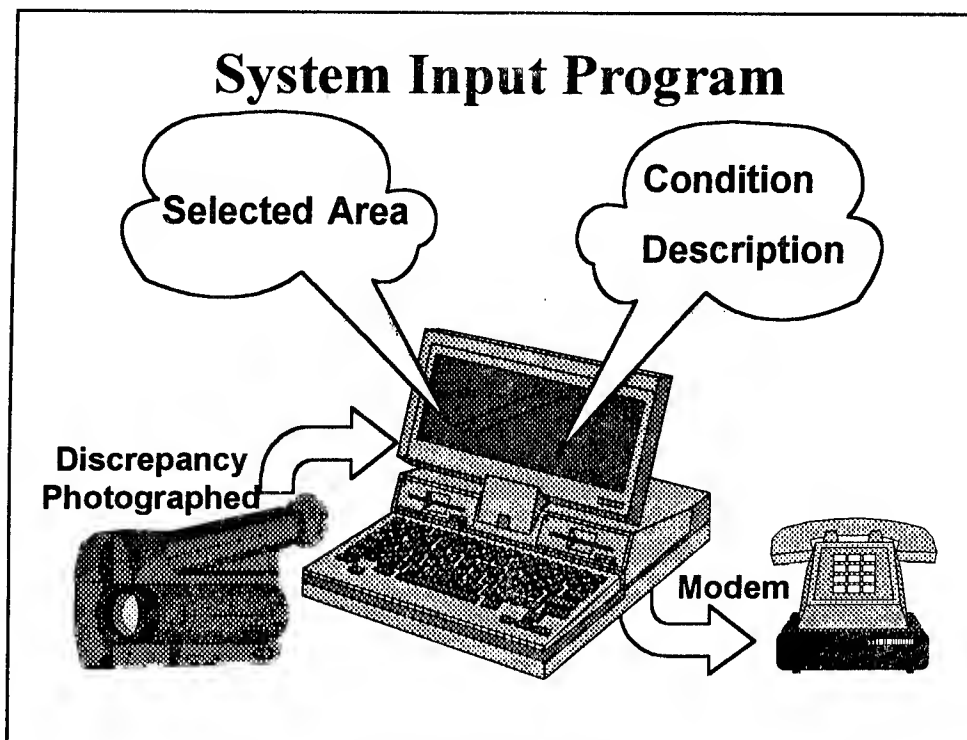 System Input Program
Selected Area
Condition
Description
Discrepancy
Photographed
Modem